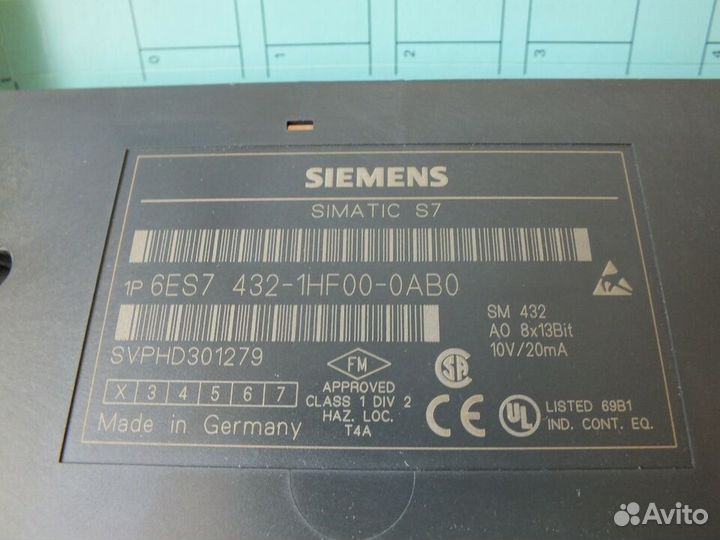 0
1
2
3
4
SIEMENS
SIMATIC S7
1P 6ES7 432-1HF00-0AB0
SVPHD301279
X 3 4 5 6 7
Made in Germany
FM
APPROVED
CLASS 1 DIV 2
HAZ. LOC.
T4A
SA
CE
UL
SM 432
AO 8x13Bit
10V/20mA
LISTED 69B1
IND. CONT. EQ.
Avito